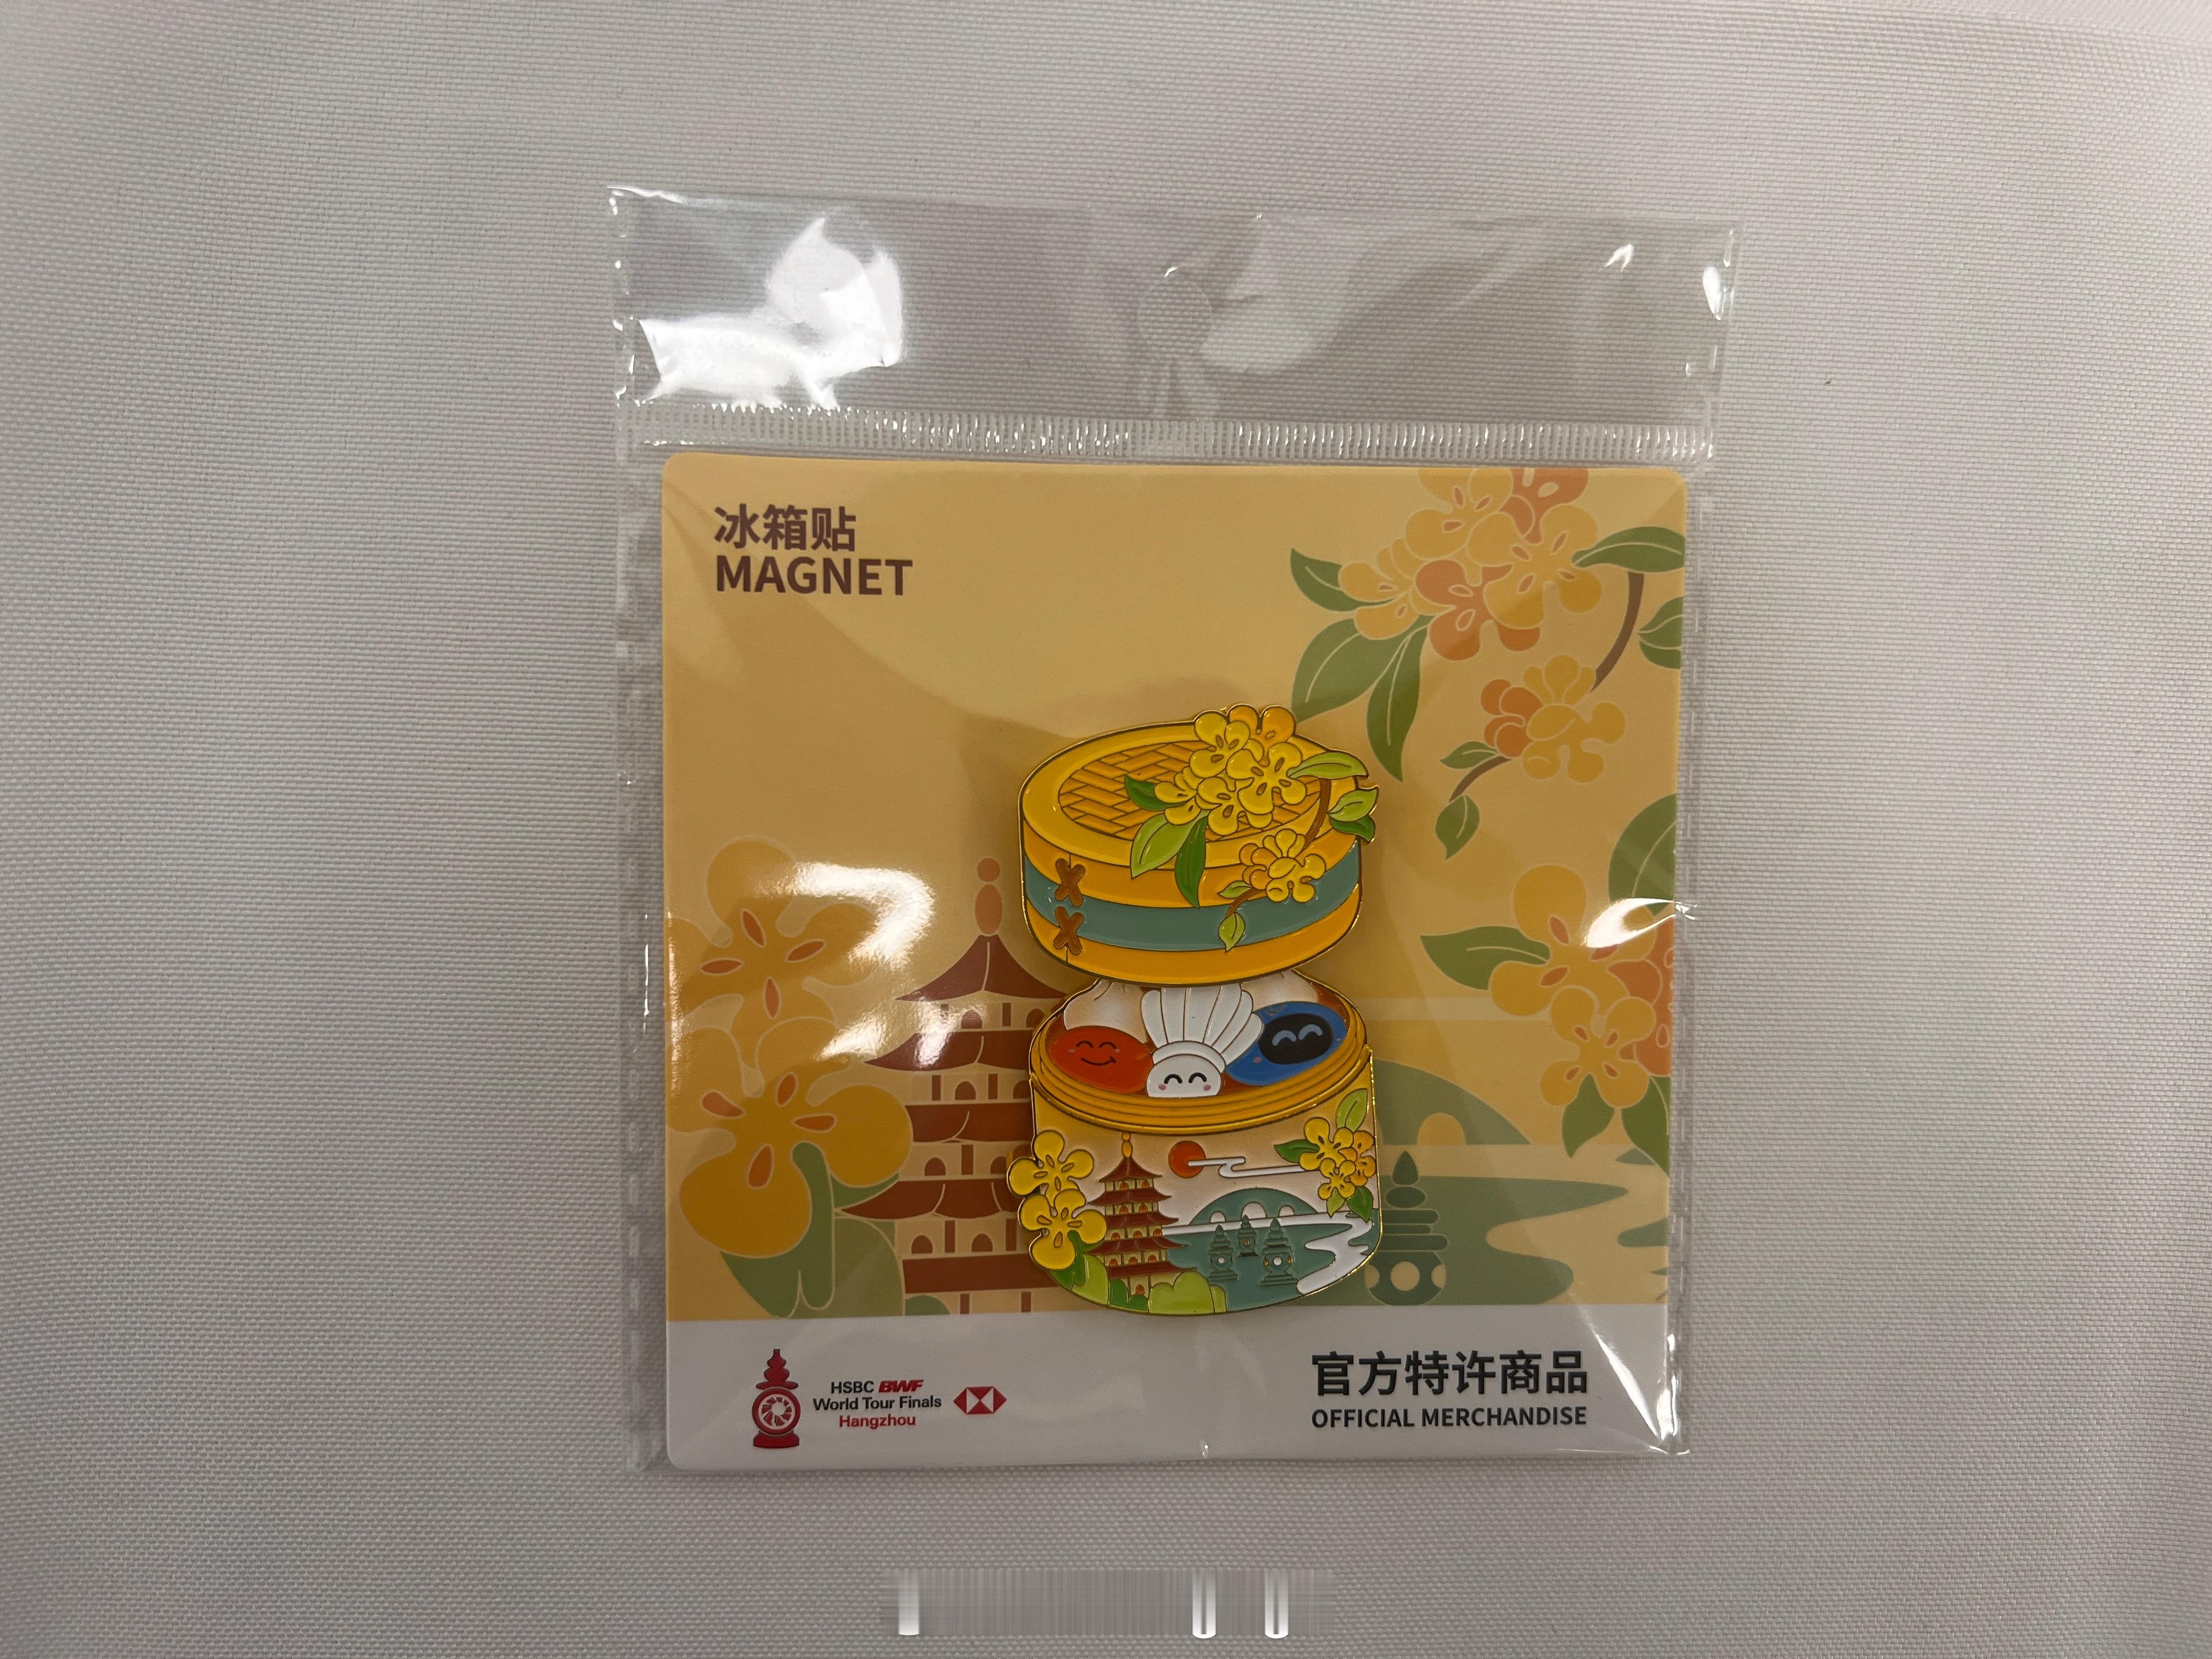 冰箱贴
MAGNET
HSBC BWF
World Tour Finals
Hangzhou
官方特许商品
OFFICIAL MERCHANDISE